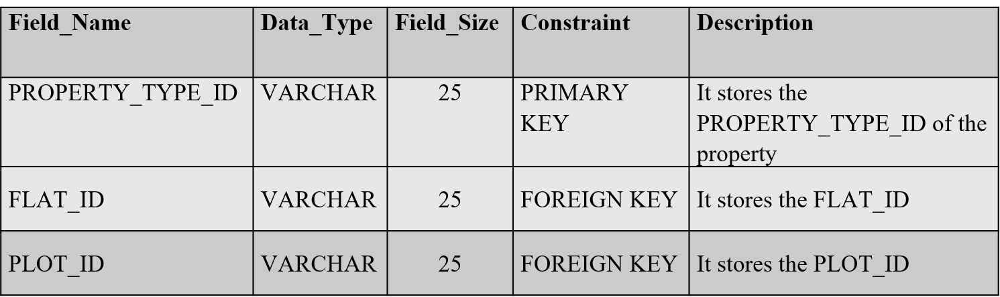 Field_Name Data_Type Field_Size Constraint Description
PROPERTY_TYPE_ID VARCHAR 25 PRIMARY It stores the
KEY PROPERTY_TYPE_ID of the
property
FLAT_ID VARCHAR 25 FOREIGN KEY It stores the FLAT_ID
PLOT_ID VARCHAR 25 FOREIGN KEY It stores the PLOT_ID